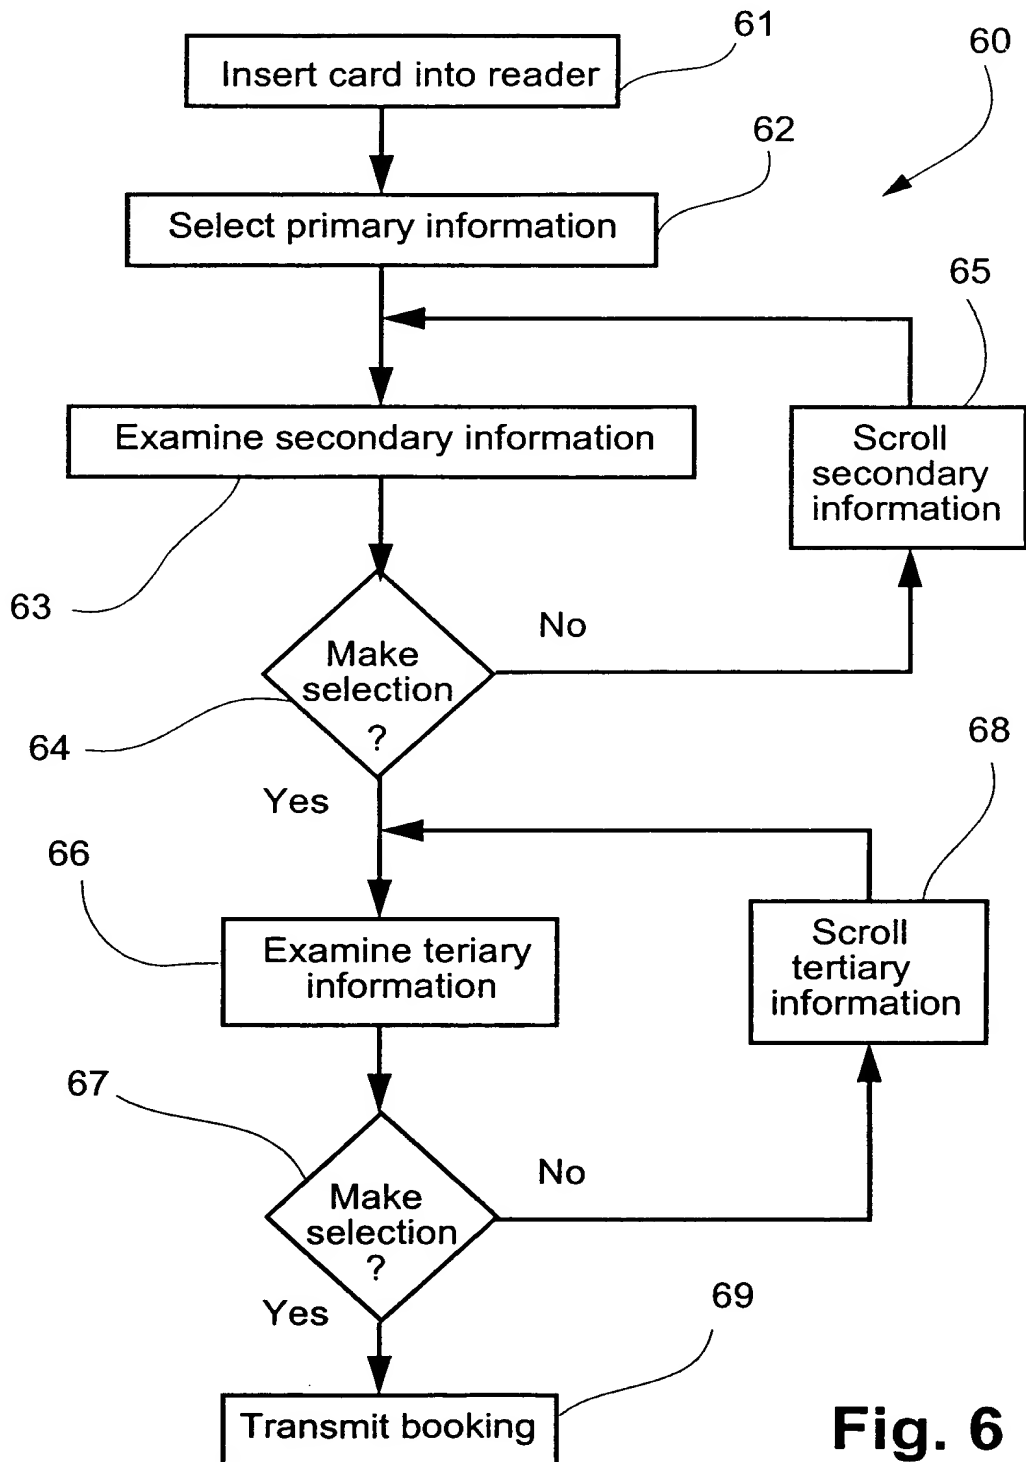 61
60
Insert card into reader
62
Select primary information
65
Examine secondary information
Scroll
secondary
information
63
No
Make
selection
?
64
68
Yes
66
Examine teriary
information
Scroll
tertiary
information
67
No
Make
selection
?
69
Yes
Transmit booking
Fig. 6